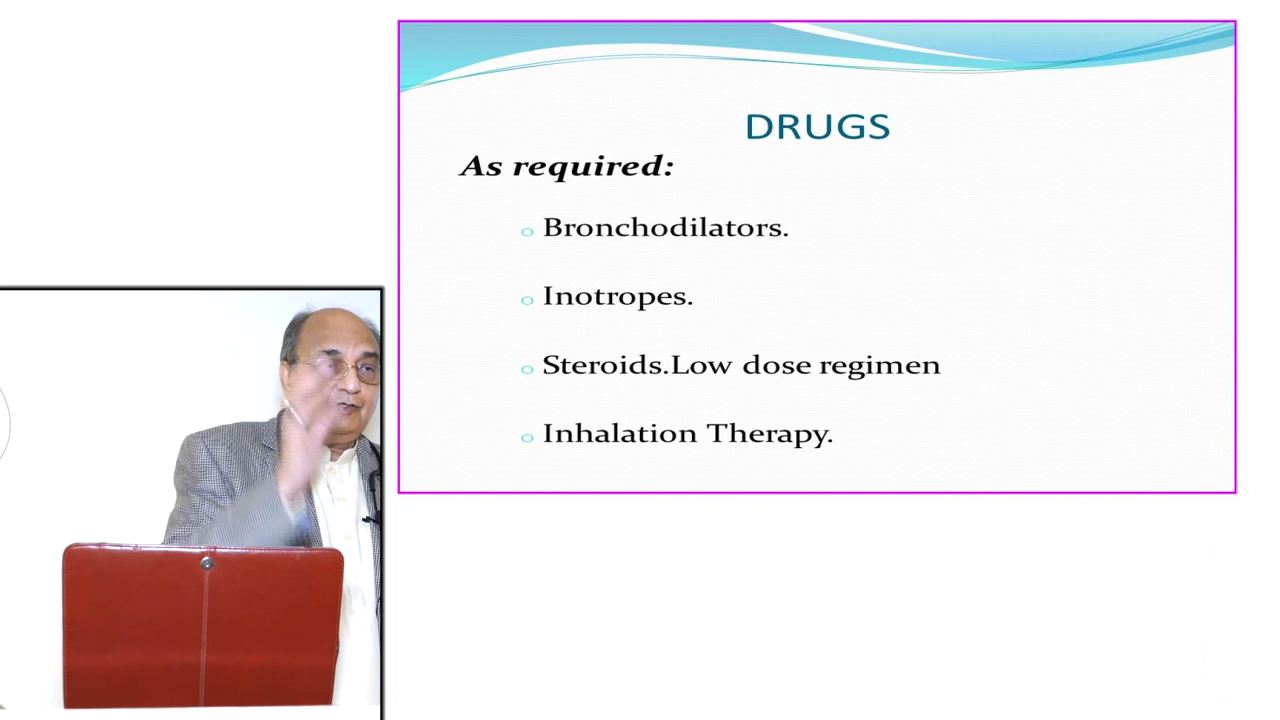 DRUGS
As required:
Bronchodilators.
Inotropes.
Steroids.Low dose regimen
Inhalation Therapy.